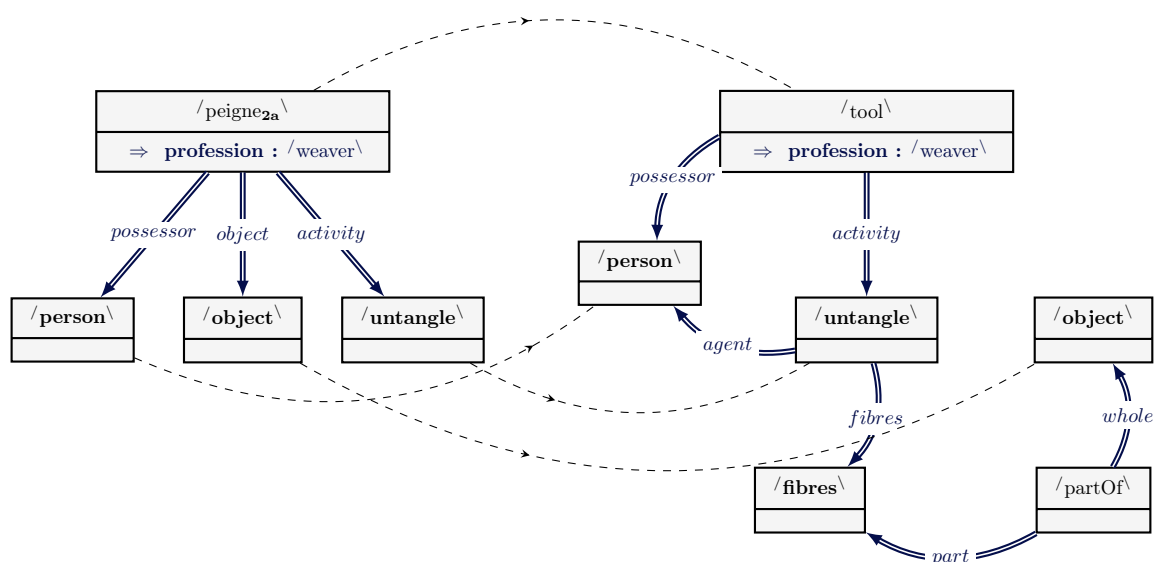 /peigne2a\
⇒ profession : /weaver\
/tool\
⇒ profession : /weaver\
possessor
object
activity
possessor
activity
/person\
/object\
/untangle\
/person\
/untangle\
/object\
agent
fibres
whole
/fibres\
/partOf\
part